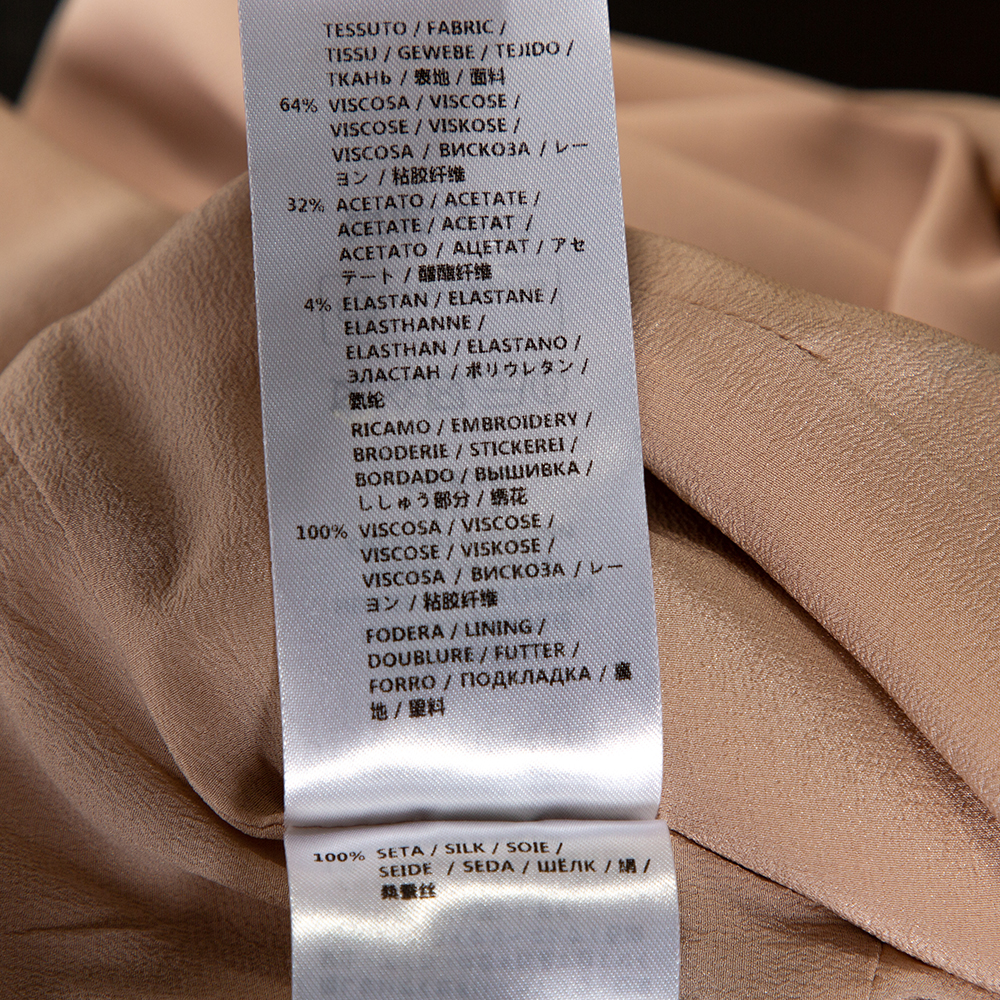 TESSUTO / FABRIC /
TISSU / GEWEBE / TEJIDO /
ТКАНЬ / 表地 / 面料
64% VISCOSA / VISCOSE /
VISCOSE / VISKOSE /
VISCOSA / ВИСКОЗА / レー
ヨン / 粘胶纤维
32% ACETATO / ACETATE /
ACETATE / ACETAT /
ACETATO / АЦЕТАТ / アセ
テート / 醋酯纤维
4% ELASTAN / ELASTANE /
ELASTHANNE /
ELASTHAN / ELASTANO /
ЭЛАСТАН / ポリウレタン /
氨纶
RICAMO / EMBROIDERY /
BRODERIE / STICKEREI /
BORDADO / ВЫШИВКА /
ししゅう部分 / 绣花
100% VISCOSA / VISCOSE /
VISCOSE / VISKOSE /
VISCOSA / ВИСКОЗА / レー
ヨン / 粘胶纤维
FODERA / LINING /
DOUBLURE / FUTTER /
FORRO / ПОДКЛАДКА / 裏
地 / 里料
100% SETA / SILK / SOIE /
SEIDE / SEDA / ШЁЛК / 絹 /
桑蚕丝